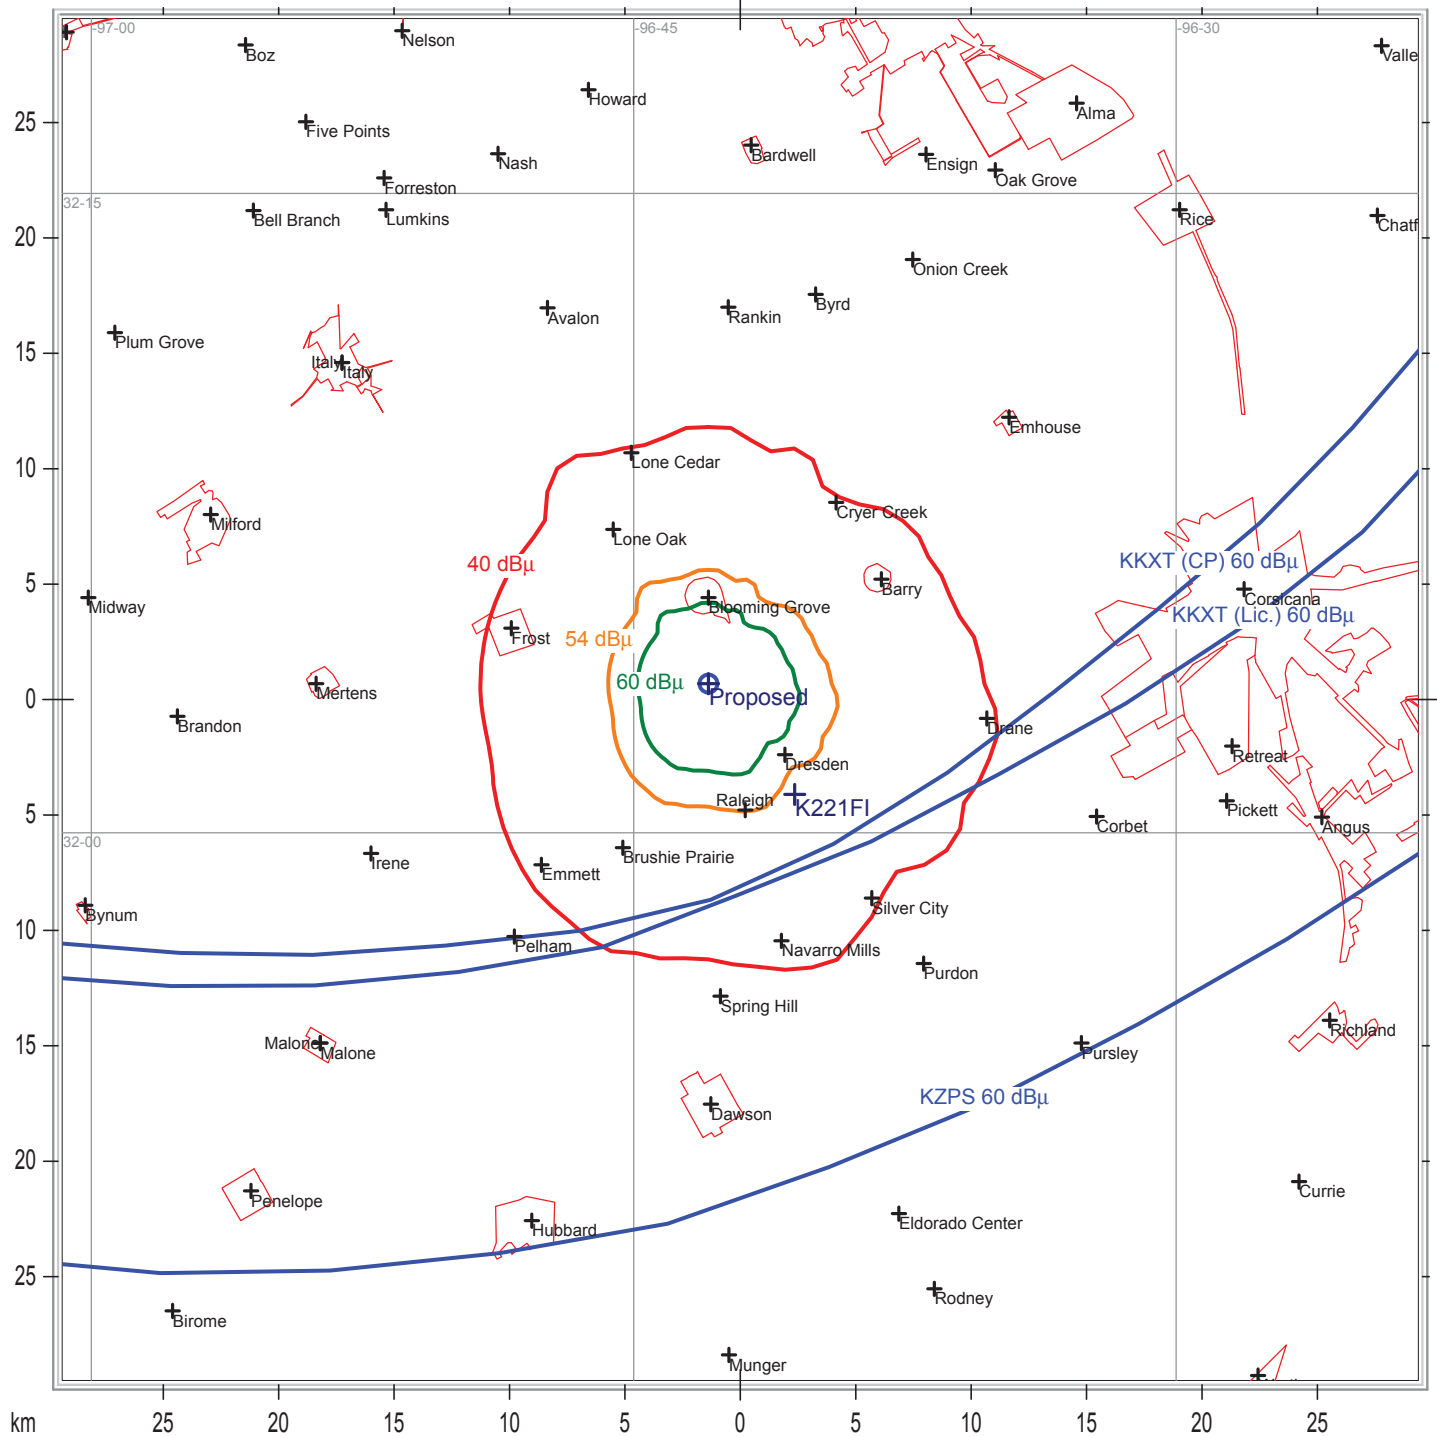 -97-00
-96-45
-96-30
Nelson
Boz
Valle
Howard
Alma
25
Five Points
Bardwell
Nash
Ensign
Oak Grove
Forreston
32-15
Bell Branch
Lumkins
Rice
Chatf
20
Onion Creek
Byrd
Avalon
Rankin
Plum Grove
15
Italy
Italy
Emhouse
10
Lone Cedar
Cryer Creek
Milford
Lone Oak
40 dBµ
KKXT (CP) 60 dBµ
5
Midway
Blooming Grove
Barry
Corsicana
KKXT (Lic.) 60 dBµ
Frost
54 dBµ
60 dBµ
Mertens
Proposed
0
Brandon
Drane
Retreat
Dresden
Raleigh
K221FI
Pickett
5
Corbet
Angus
32-00
Irene
Brushie Prairie
Emmett
Silver City
Bynum
10
Pelham
Navarro Mills
Purdon
Spring Hill
Richland
15
Malone
Malone
Pursley
KZPS 60 dBµ
Dawson
20
Penelope
Currie
Hubbard
Eldorado Center
25
Rodney
Birome
Munger
km
25
20
15
10
5
0
5
10
15
20
25